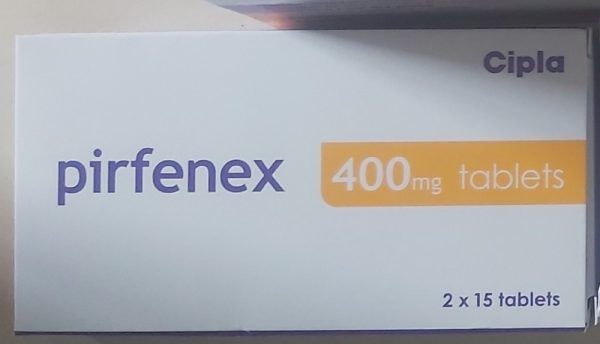 Cipla
pirfenex 400mg tablets
2 x 15 tablets